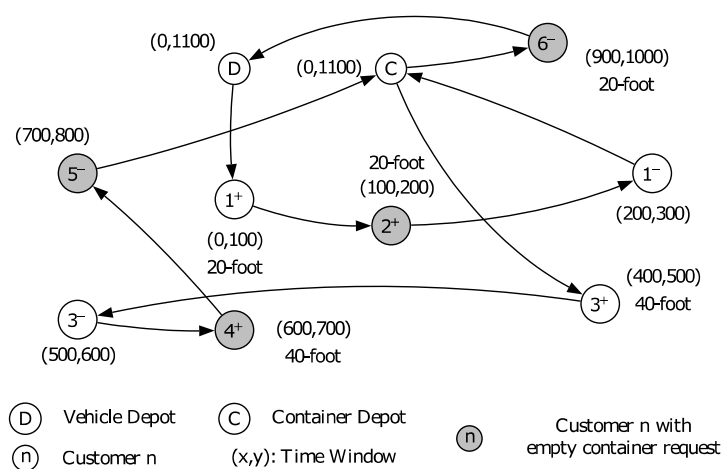 (0,1100)
D
(0,1100)
C
6⁻
(900,1000)
20-foot
(700,800)
5⁻
20-foot
(100,200)
1⁻
(200,300)
1⁺
2⁺
(0,100)
20-foot
(400,500)
3⁺
40-foot
3⁻
4⁺
(600,700)
(500,600)
40-foot
D Vehicle Depot
C Container Depot
n Customer n with
empty container request
n Customer n
(x,y): Time Window